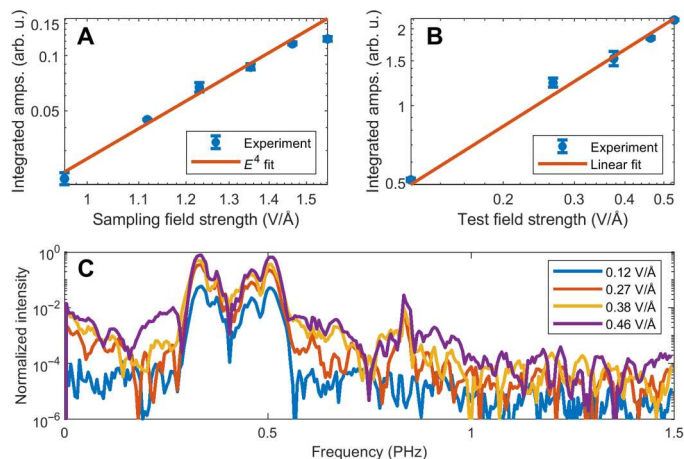 A
Integrated amps. (arb. u.)
0.15
0.1
0.05
Experiment
E⁴ fit
1
1.1
1.2
1.3
1.4
1.5
Sampling field strength (V/Å)
B
Integrated amps. (arb. u.)
2
1.5
1
0.5
Experiment
Linear fit
0.2
0.3
0.4
0.5
Test field strength (V/Å)
C
Normalized intensity
10⁰
10⁻²
10⁻⁴
10⁻⁶
0.12 V/Å
0.27 V/Å
0.38 V/Å
0.46 V/Å
0
0.5
1
1.5
Frequency (PHz)